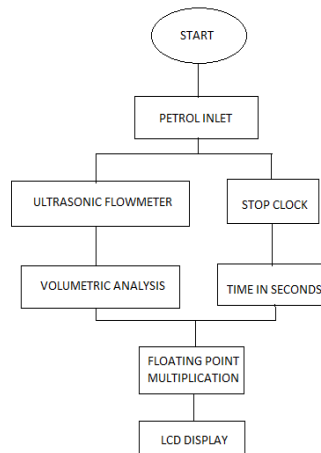 START
PETROL INLET
ULTRASONIC FLOWMETER
STOP CLOCK
VOLUMETRIC ANALYSIS
TIME IN SECONDS
FLOATING POINT
MULTIPLICATION
LCD DISPLAY